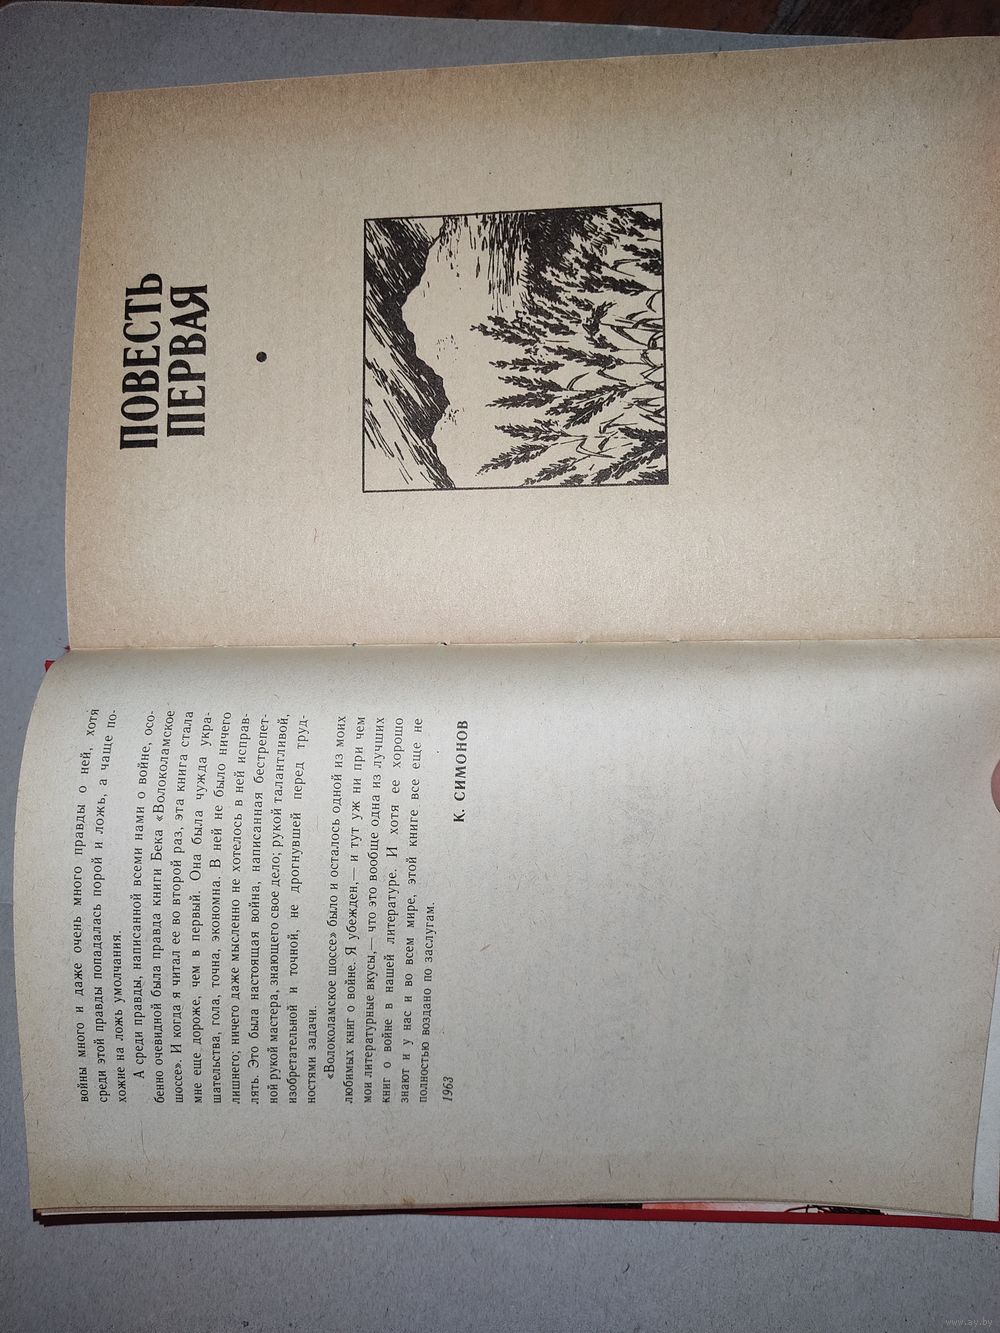 войны много и даже очень много правды о ней, хотя
среди этой правды попадалась порой и ложь, а чаще по-
хожие на ложь умолчания.
А среди правды, написанной всеми нами о войне, осо-
бенно очевидной была правда книги Бека «Волоколамское
шоссе». И когда я читал ее во второй раз, эта книга стала
мне еще дороже, чем в первый. Она была чужда укра-
шательства, гола, точна, экономна. В ней не было ничего
лишнего; ничего даже мысленно не хотелось в ней исправ-
лять. Это была настоящая война, написанная бестрепет-
ной рукой мастера, знающего свое дело; рукой талантливой,
изобретательной и точной, не дрогнувшей перед труд-
ностями задачи.
«Волоколамское шоссе» было и осталось одной из моих
любимых книг о войне. Я убежден,— и тут уж ни при чем
мои литературные вкусы,— что это вообще одна из лучших
книг о войне в нашей литературе. И хотя ее хорошо
знают и у нас и во всем мире, этой книге все еще не
полностью воздано по заслугам.
1963
К. СИМОНОВ
ПОВЕСТЬ
ПЕРВАЯ
www.ay.by